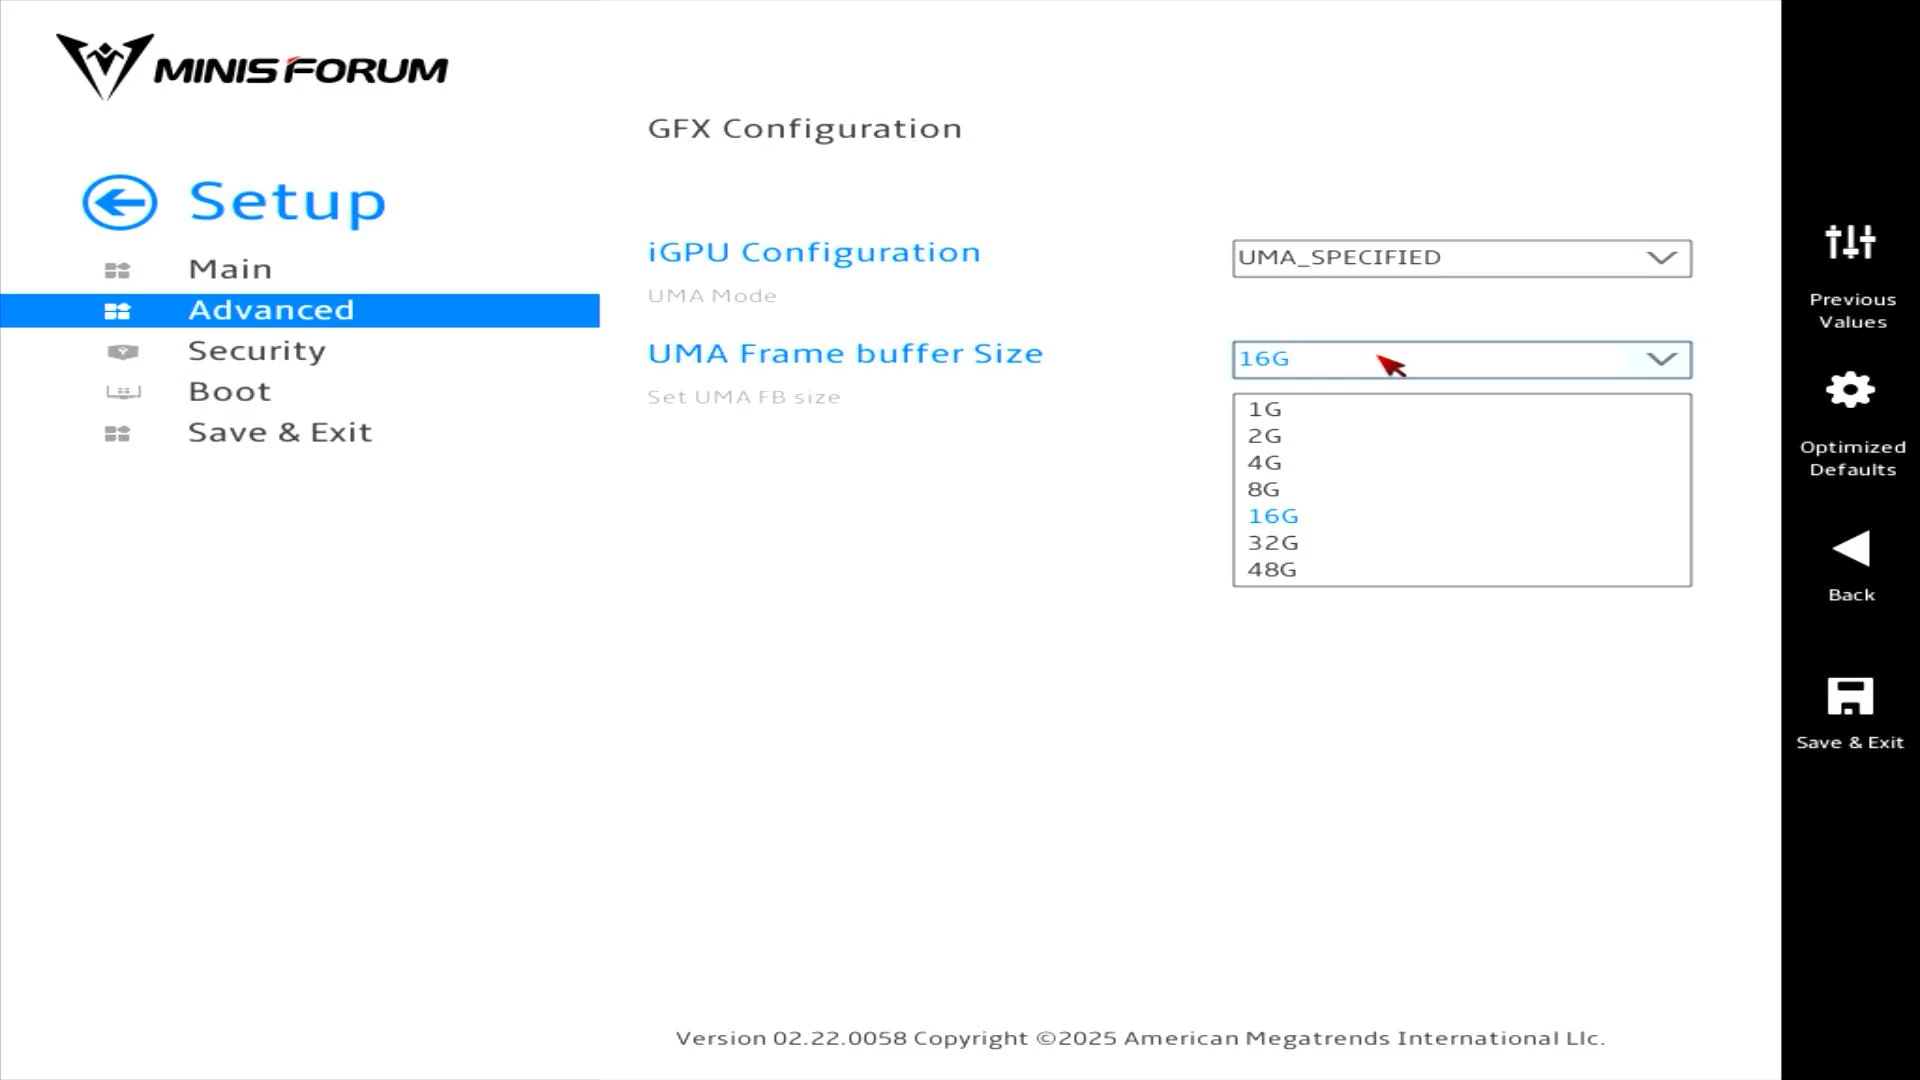 MINISFORUM
GFX Configuration
Setup
Main
Advanced
Security
Boot
Save & Exit
iGPU Configuration
UMA_SPECIFIED
UMA Mode
UMA Frame buffer Size
16G
Set UMA FB size
1G
2G
4G
8G
16G
32G
48G
Previous
Values
Optimized
Defaults
Back
Save & Exit
Version 02.22.0058 Copyright ©2025 American Megatrends International Llc.